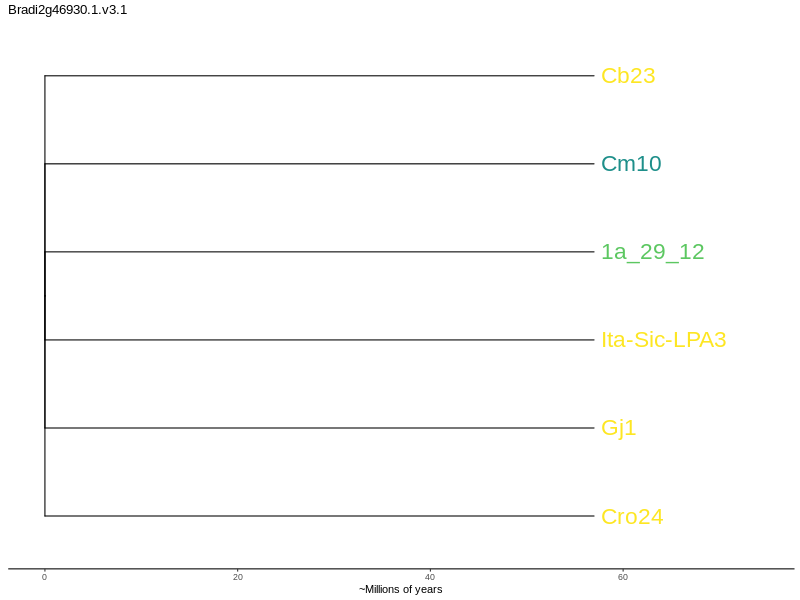 Bradi2g46930.1.v3.1
Cb23
Cm10
1a_29_12
Ita-Sic-LPA3
Gj1
Cro24
0 20 40 60
~Millions of years